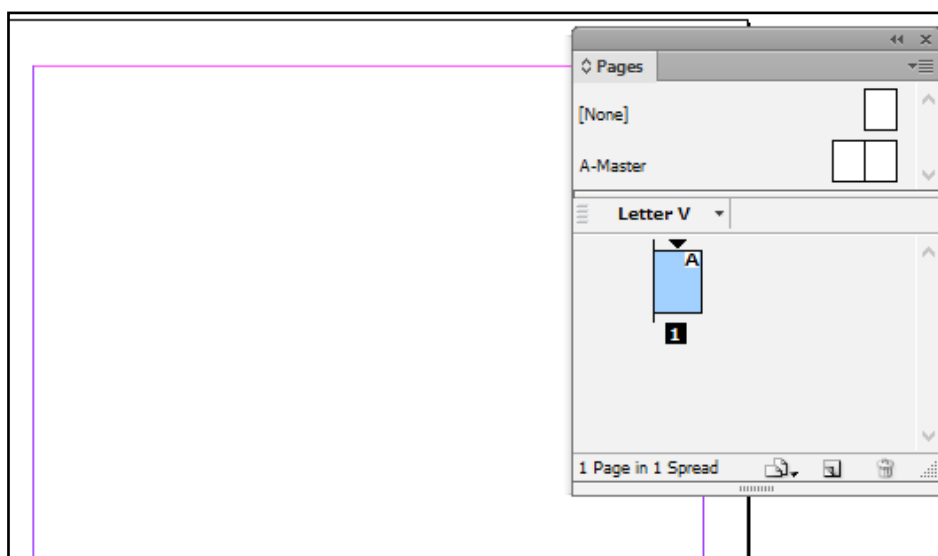 Pages
[None]
A-Master
Letter V
A
1
1 Page in 1 Spread